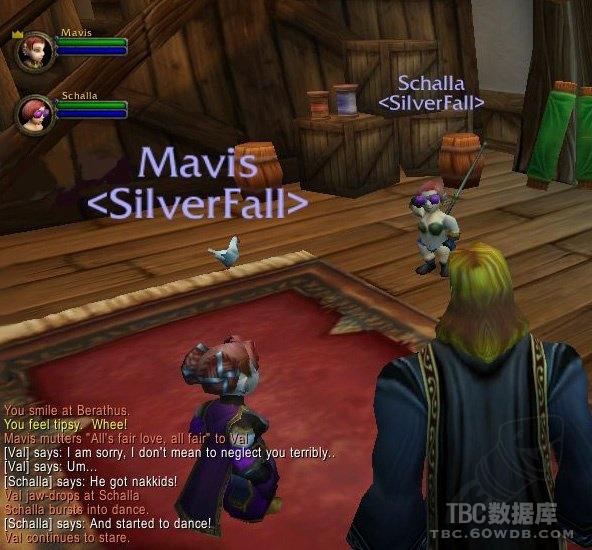 Mavis
Schalla
Schalla
<SilverFall>
Mavis
<SilverFall>
You smile at Berathus.
You feel tipsy. Whee!
Mavis mutters "All's fair love, all fair" to Val
[Val] says: I am sorry, I don't mean to neglect you terribly..
[Val] says: Um...
[Schalla] says: He got nakkids!
Val jaw-drops at Schalla
Schalla bursts into dance.
[Schalla] says: And started to dance!
Val continues to stare.
TBC数据库
TBC.60WDB.COM